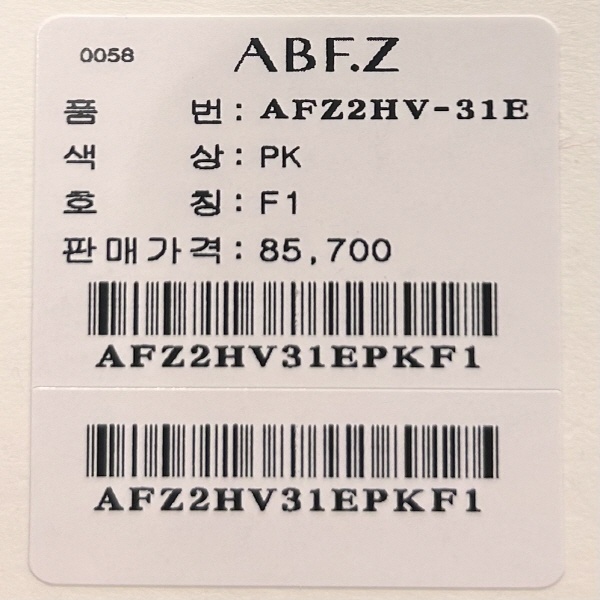 0058 ABF.Z
품 번 : AFZ2HV-31E
색 상 : PK
호 칭 : F1
판매가격 : 85,700
AFZ2HV31EPKF1
AFZ2HV31EPKF1